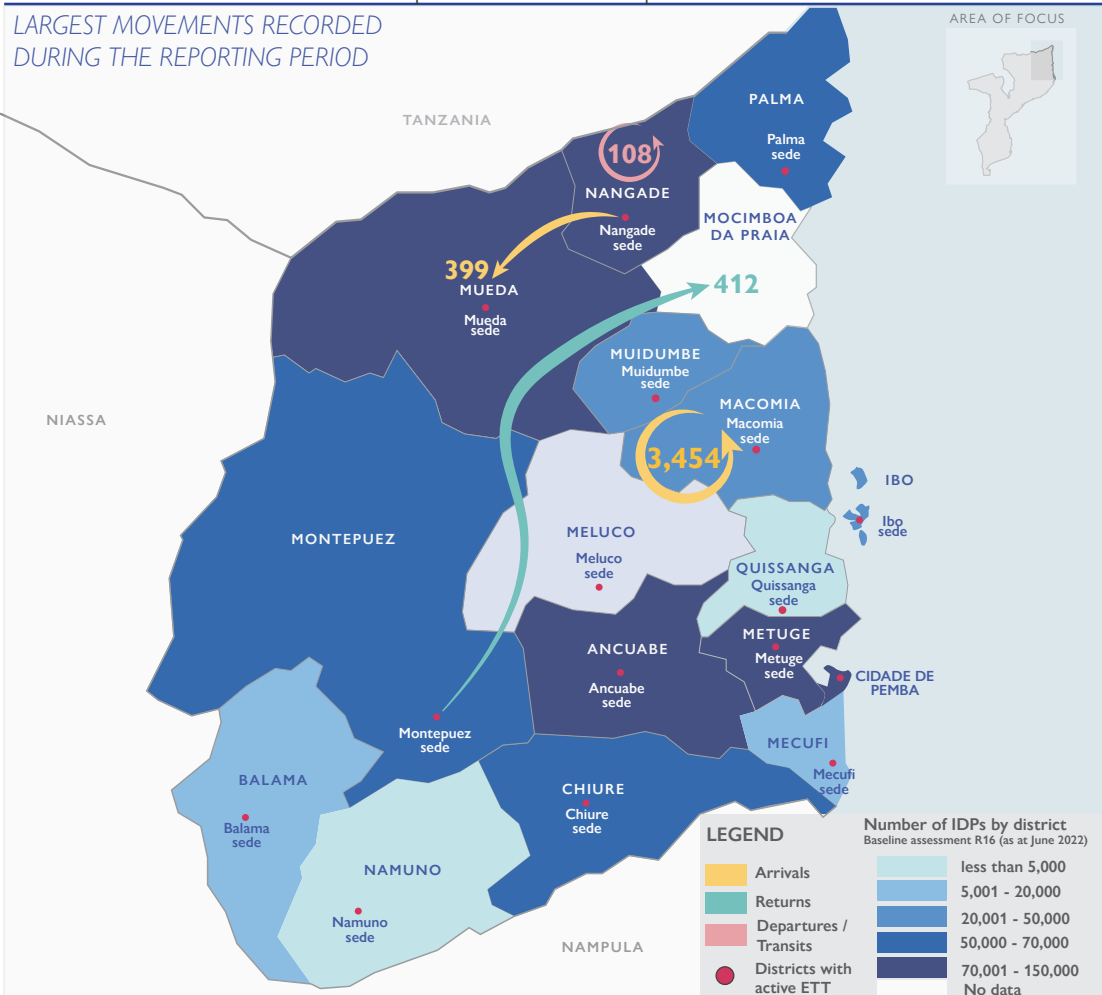 LARGEST MOVEMENTS RECORDED
DURING THE REPORTING PERIOD
AREA OF FOCUS
TANZANIA
PALMA
Palma
sede
108
NANGADE
Nangade
sede
MOCIMBOA
DA PRAIA
399
MUEDA
Mueda
sede
412
MUIDUMBE
Muidumbe
sede
MACOMIA
Macomia
sede
NIASSA
3,454
IBO
Ibo
sede
MONTEPUEZ
MELUCO
Meluco
sede
QUISSANGA
Quissanga
sede
METUGE
Metuge
sede
ANCUABE
Ancuabe
sede
CIDADE DE
PEMBA
Montepuez
sede
MECUFI
Mecufi
sede
BALAMA
Balama
sede
CHIURE
Chiure
sede
NAMUNO
Namuno
sede
NAMPULA
LEGEND
Arrivals
Returns
Departures /
Transits
Districts with
active ETT
Number of IDPs by district
Baseline assessment R16 (as at June 2022)
less than 5,000
5,001 - 20,000
20,001 - 50,000
50,000 - 70,000
70,001 - 150,000
No data